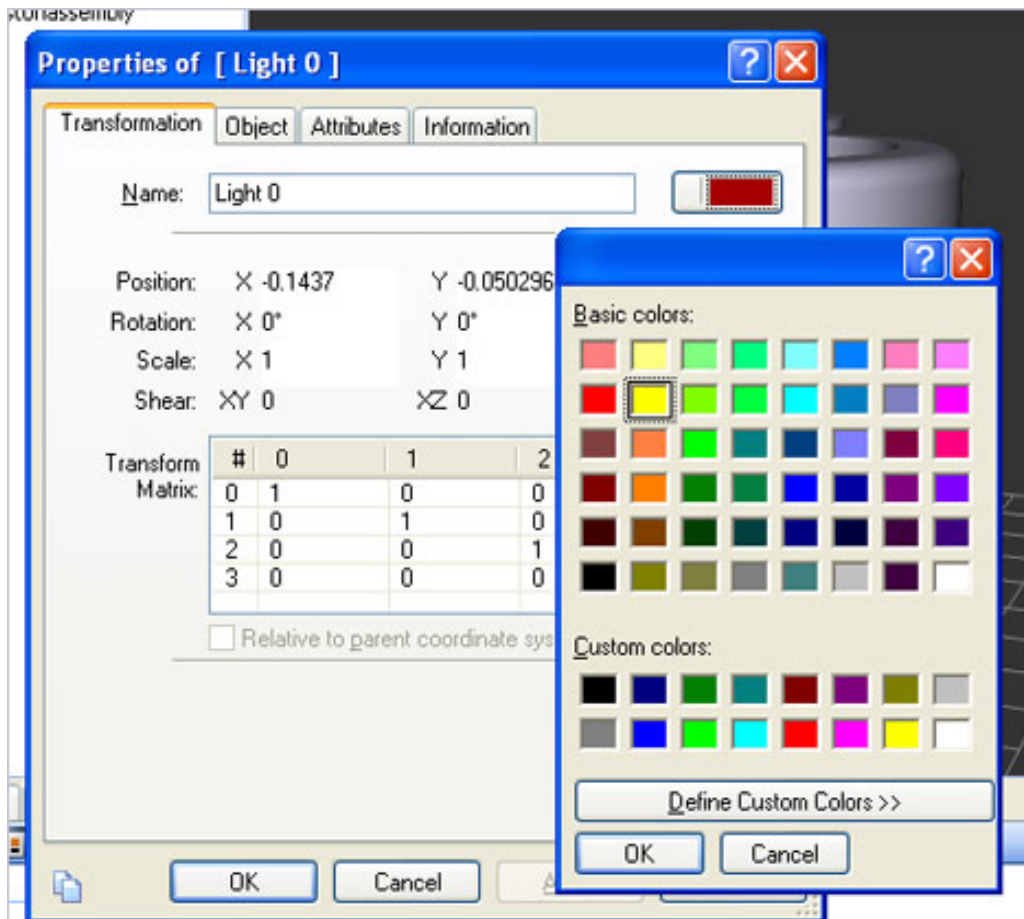 Properties of [ Light 0 ]
Transformation Object Attributes Information
Name: Light 0
Position: X -0.1437 Y -0.050296
Rotation: X 0° Y 0°
Scale: X 1 Y 1
Shear: XY 0 XZ 0
Transform Matrix:
# 0 1 2
0 1 0 0
1 0 1 0
2 0 0 1
3 0 0 0
Relative to parent coordinate sys
OK Cancel
Basic colors:
Custom colors:
Define Custom Colors >>
OK Cancel